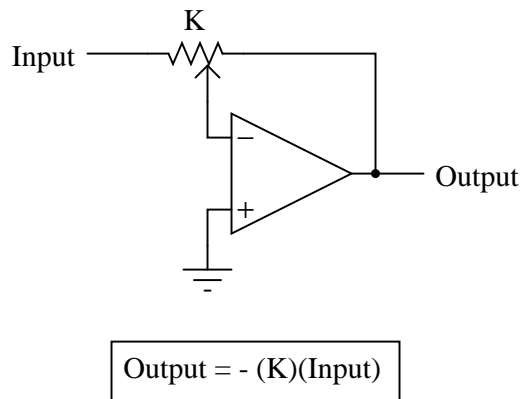 K
Input
−
+
Output
Output = - (K)(Input)